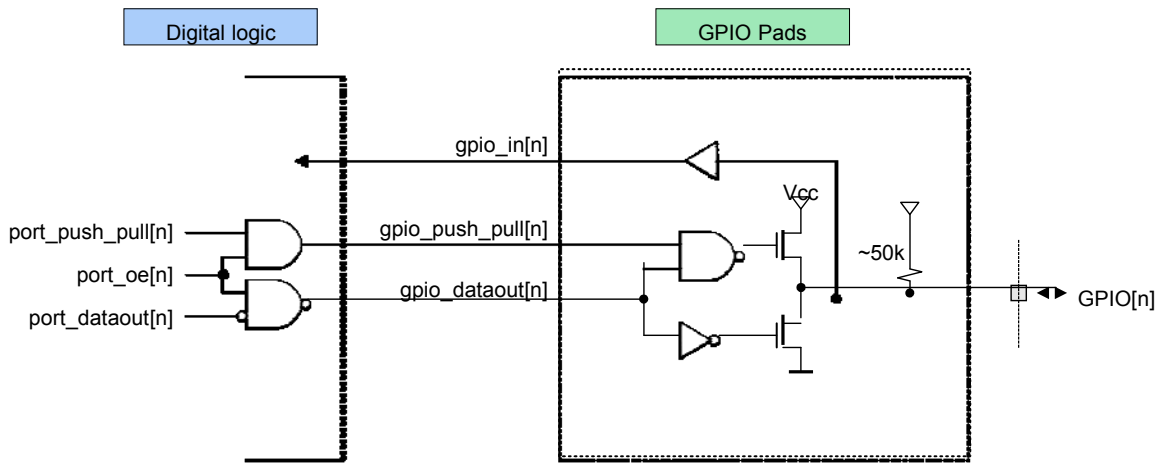 Digital logic
GPIO Pads
gpio_in[n]
Vcc
port_push_pull[n]
gpio_push_pull[n]
~50k
port_oe[n]
gpio_dataout[n]
GPIO[n]
port_dataout[n]